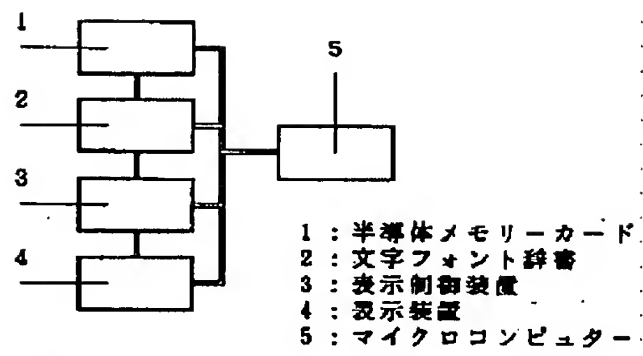 1
5
2
3
4
1：半導体メモリーカード
2：文字フォント辞書
3：表示制御装置
4：表示装置
5：マイクロコンピュター